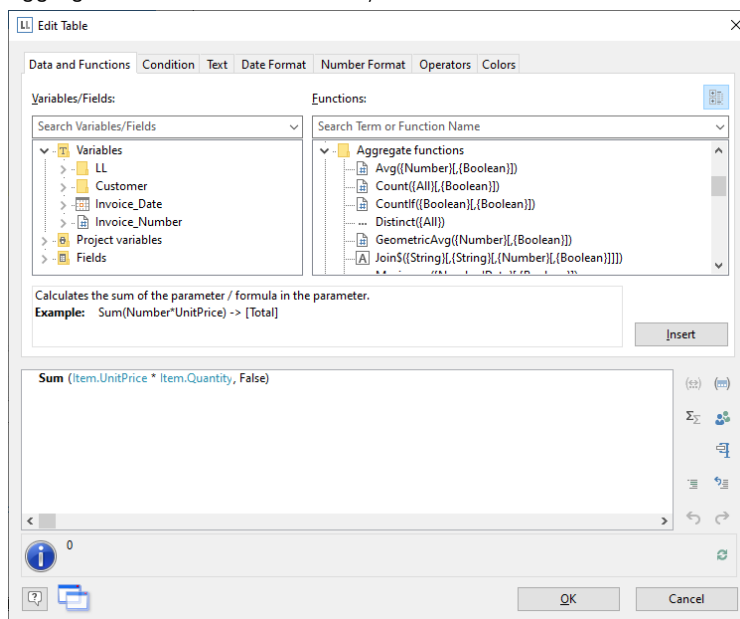 LL Edit Table
Data and Functions Condition Text Date Format Number Format Operators Colors
Variables/Fields: Functions:
Search Variables/Fields Search Term or Function Name
Variables
LL
Customer
Invoice_Date
Invoice_Number
Project variables
Fields
Aggregate functions
Avg({Number}[,{Boolean}])
Count({All}[,{Boolean}])
CountIf({Boolean}[,{Boolean}])
Distinct({All})
GeometricAvg({Number}[,{Boolean}])
Join$({String}[,{String}[,{Number}[,{Boolean}]]])
Calculates the sum of the parameter / formula in the parameter.
Example: Sum(Number*UnitPrice) -> [Total]
Insert
Sum (Item.UnitPrice * Item.Quantity, False)
0
OK Cancel